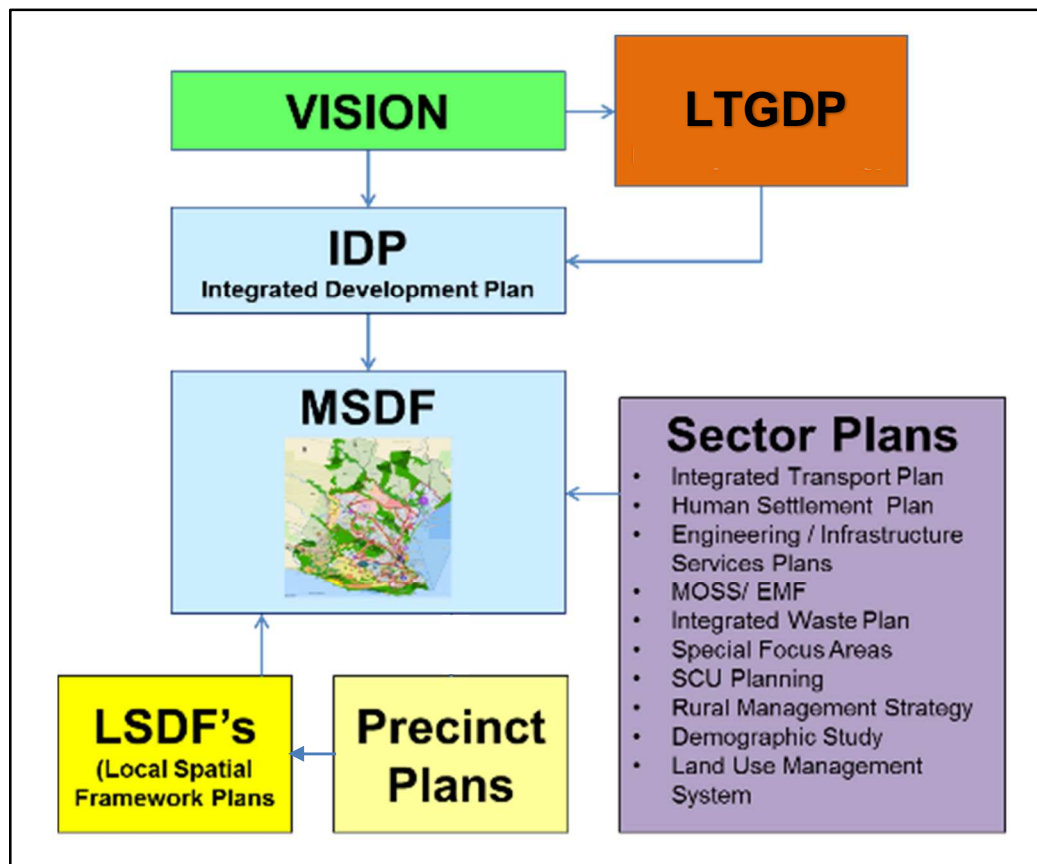 VISION
LTGDP
IDP
Integrated Development Plan
MSDF
Sector Plans
• Integrated Transport Plan
• Human Settlement Plan
• Engineering / Infrastructure
Services Plans
• MOSS/ EMF
• Integrated Waste Plan
• Special Focus Areas
• SCU Planning
• Rural Management Strategy
• Demographic Study
• Land Use Management
System
LSDF's
(Local Spatial
Framework Plans
Precinct
Plans